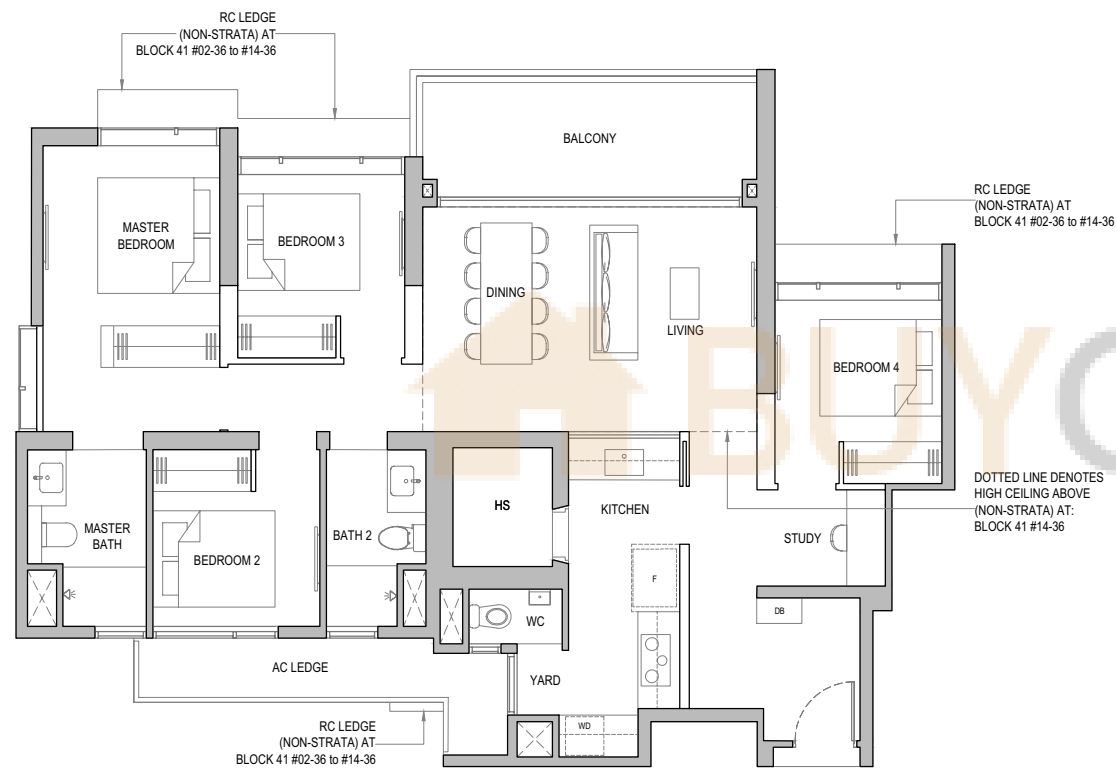 RC LEDGE
(NON-STRATA) AT
BLOCK 41 #02-36 to #14-36
BALCONY
RC LEDGE
(NON-STRATA) AT
BLOCK 41 #02-36 to #14-36
MASTER
BEDROOM
BEDROOM 3
DINING
LIVING
BEDROOM 4
BUYC
DOTTED LINE DENOTES
HIGH CEILING ABOVE
(NON-STRATA) AT:
BLOCK 41 #14-36
HS
KITCHEN
MASTER
BATH
BEDROOM 2
BATH 2
STUDY
F
DB
WC
AC LEDGE
YARD
WD
RC LEDGE
(NON-STRATA) AT
BLOCK 41 #02-36 to #14-36